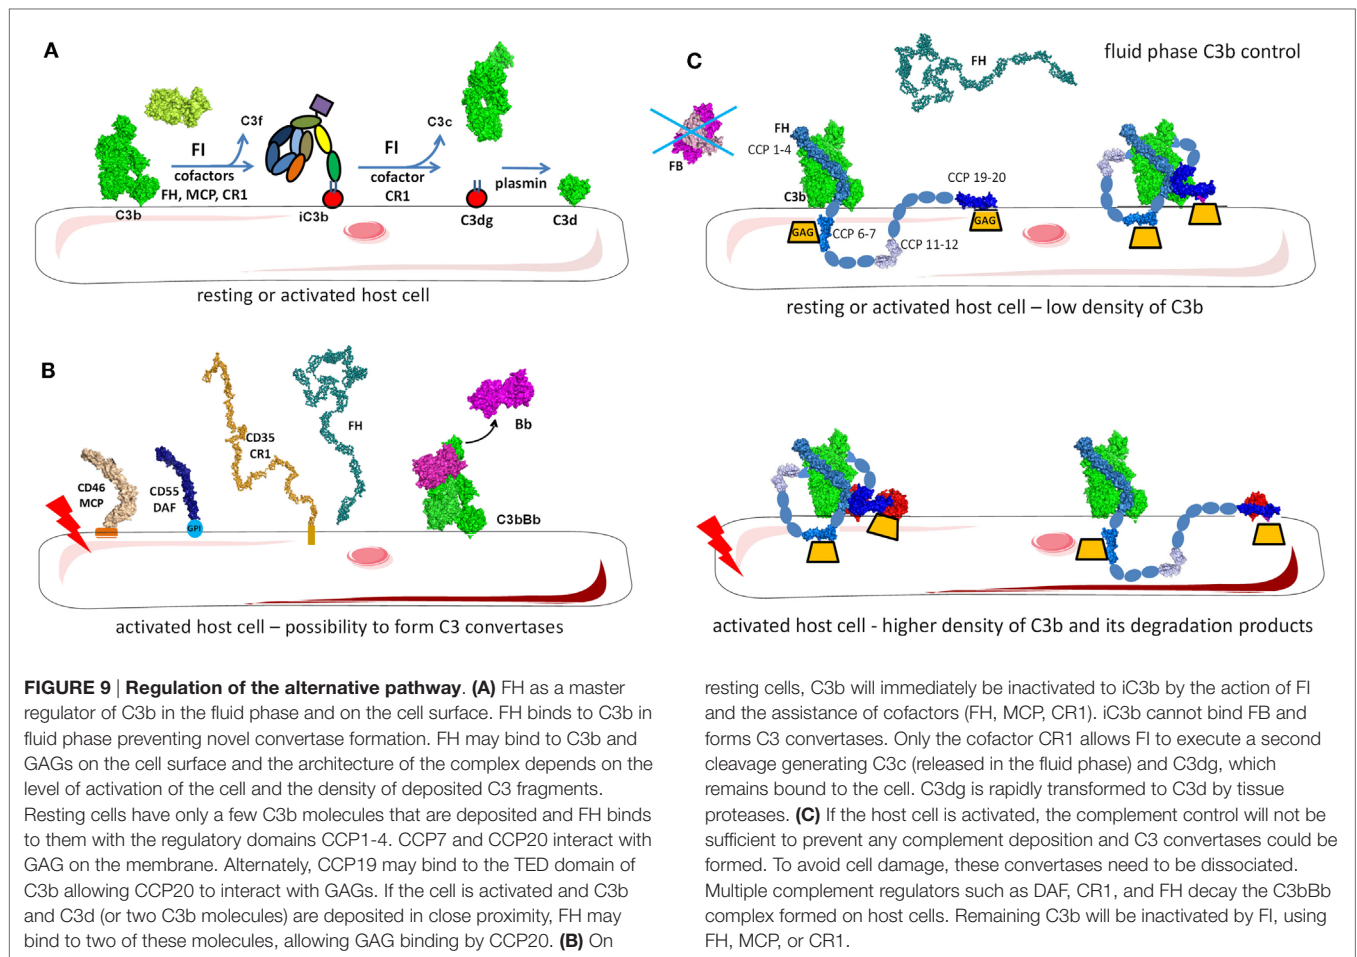 A
C3f
FI
cofactors
FH, MCP, CR1
C3b
iC3b
FI
cofactor
CR1
C3c
C3dg
plasmin
C3d
resting or activated host cell
B
CD46
MCP
CD55
DAF
GPI
CD35
CR1
FH
Bb
C3bBb
activated host cell – possibility to form C3 convertases
C
fluid phase C3b control
FH
FB
FH
CCP 1-4
C3b
GAG
CCP 6-7
CCP 11-12
CCP 19-20
GAG
resting or activated host cell – low density of C3b
activated host cell - higher density of C3b and its degradation products
FIGURE 9 | Regulation of the alternative pathway. (A) FH as a master
regulator of C3b in the fluid phase and on the cell surface. FH binds to C3b in
fluid phase preventing novel convertase formation. FH may bind to C3b and
GAGs on the cell surface and the architecture of the complex depends on the
level of activation of the cell and the density of deposited C3 fragments.
Resting cells have only a few C3b molecules that are deposited and FH binds
to them with the regulatory domains CCP1-4. CCP7 and CCP20 interact with
GAG on the membrane. Alternately, CCP19 may bind to the TED domain of
C3b allowing CCP20 to interact with GAGs. If the cell is activated and C3b
and C3d (or two C3b molecules) are deposited in close proximity, FH may
bind to two of these molecules, allowing GAG binding by CCP20. (B) On
resting cells, C3b will immediately be inactivated to iC3b by the action of FI
and the assistance of cofactors (FH, MCP, CR1). iC3b cannot bind FB and
forms C3 convertases. Only the cofactor CR1 allows FI to execute a second
cleavage generating C3c (released in the fluid phase) and C3dg, which
remains bound to the cell. C3dg is rapidly transformed to C3d by tissue
proteases. (C) If the host cell is activated, the complement control will not be
sufficient to prevent any complement deposition and C3 convertases could be
formed. To avoid cell damage, these convertases need to be dissociated.
Multiple complement regulators such as DAF, CR1, and FH decay the C3bBb
complex formed on host cells. Remaining C3b will be inactivated by FI, using
FH, MCP, or CR1.